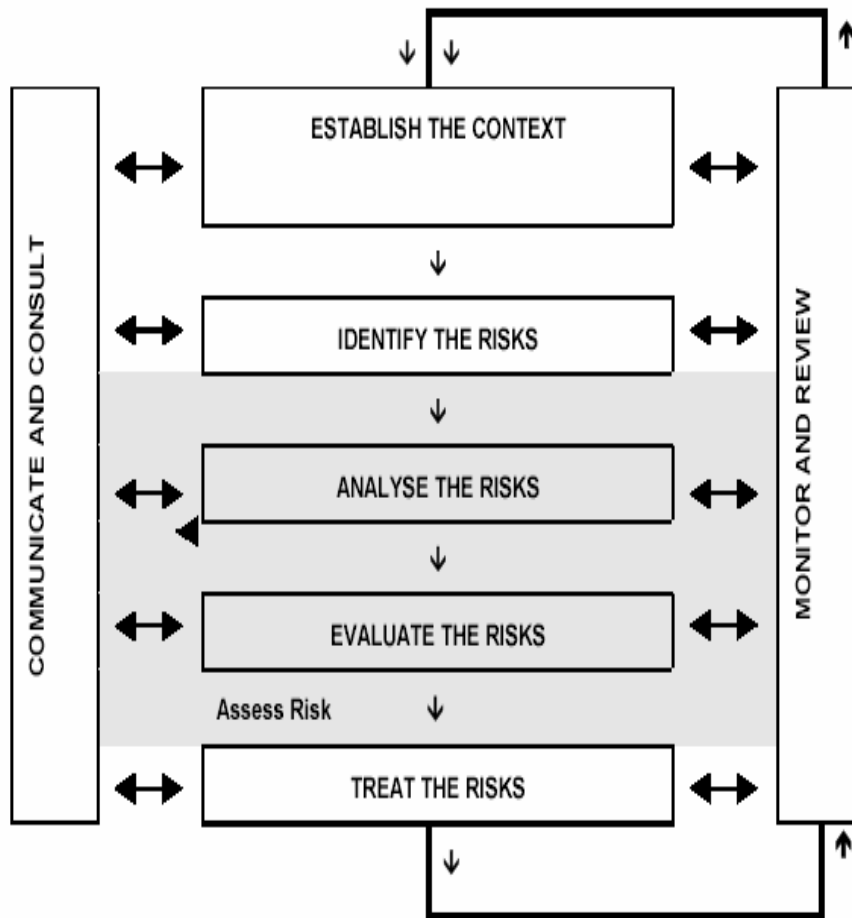 ESTABLISH THE CONTEXT
COMMUNICATE AND CONSULT
IDENTIFY THE RISKS
MONITOR AND REVIEW
ANALYSE THE RISKS
EVALUATE THE RISKS
Assess Risk
TREAT THE RISKS